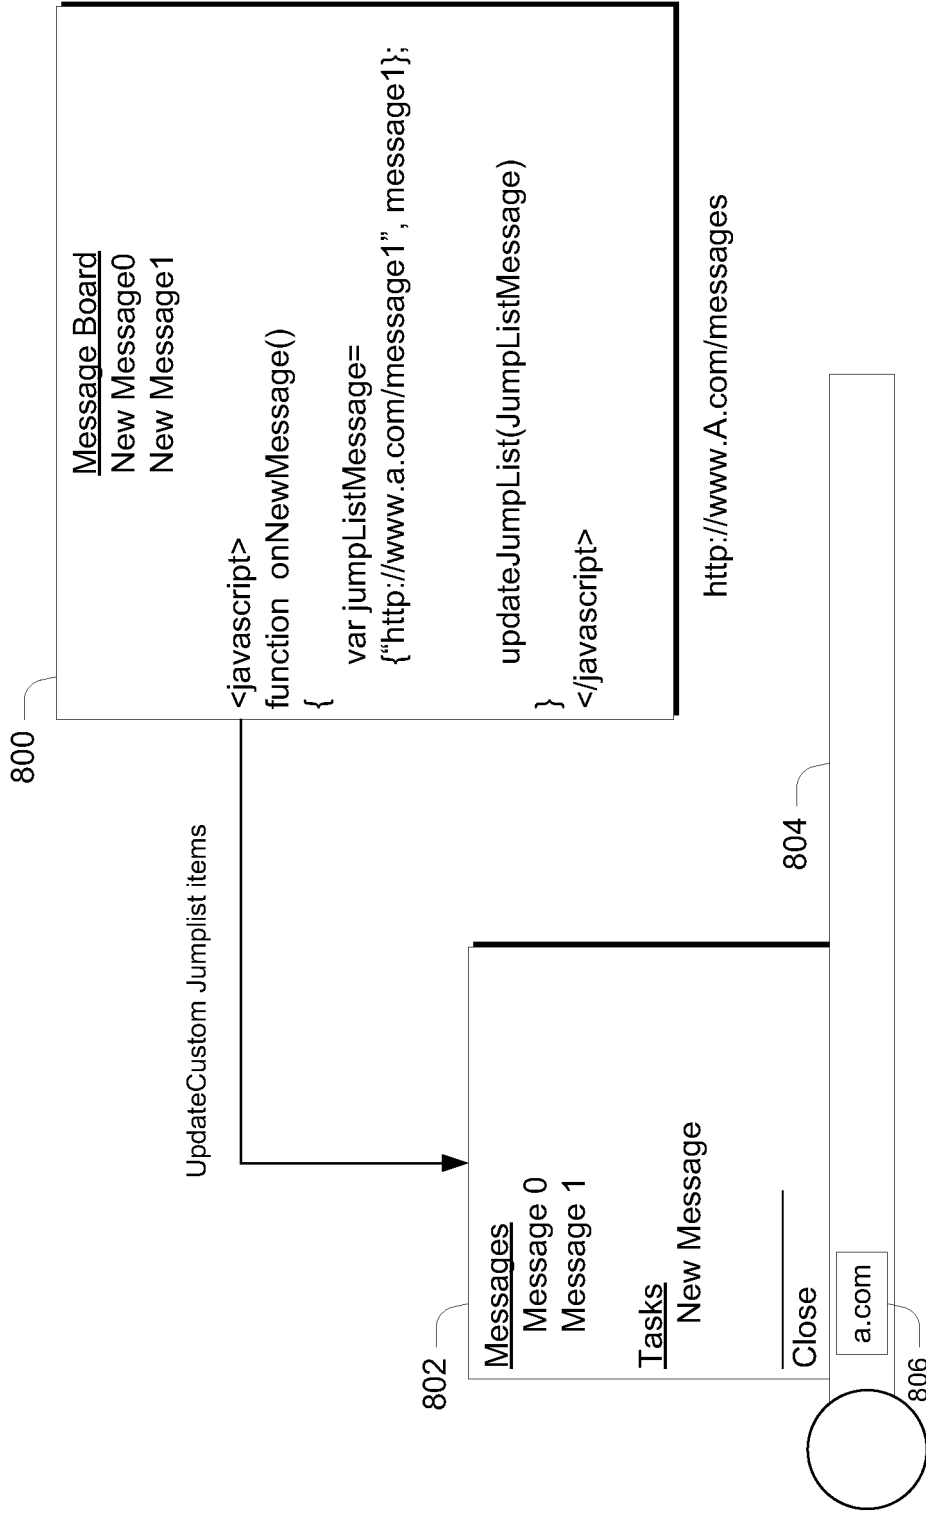 800
Message Board
New Message0
New Message1
<javascript>
function onNewMessage()
{
var jumpListMessage=
{“http://www.a.com/message1”, message1};
updateJumpList(JumpListMessage)
}
</javascript>
http://www.A.com/messages
UpdateCustom Jumplist items
802
Messages
Message 0
Message 1
Tasks
New Message
Close
804
a.com
806